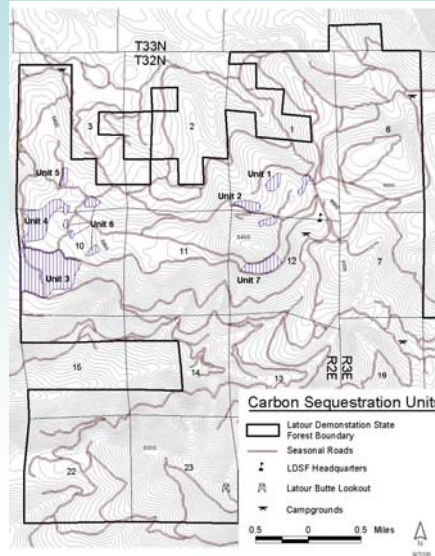 T33N
T32N
3
2
1
6
Unit 5
Unit 1
Unit 2
Unit 4
Unit 6
10
11
5400
12
7
Unit 3
Unit 7
15
14
13
R2E
R3E
19
22
23
Carbon Sequestration Units
Latour Demonstation State
Forest Boundary
Seasonal Roads
LDSF Headquarters
Latour Butte Lookout
Campgrounds
0.5 0 0.5 Miles
N